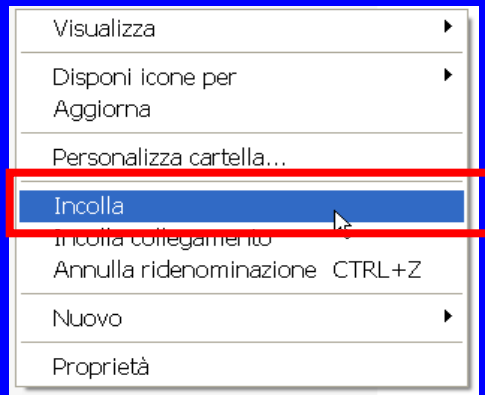 Visualizza
Disponi icone per
Aggiorna
Personalizza cartella...
Incolla
Incolla collegamento
Annulla ridenominazione CTRL+Z
Nuovo
Proprietà